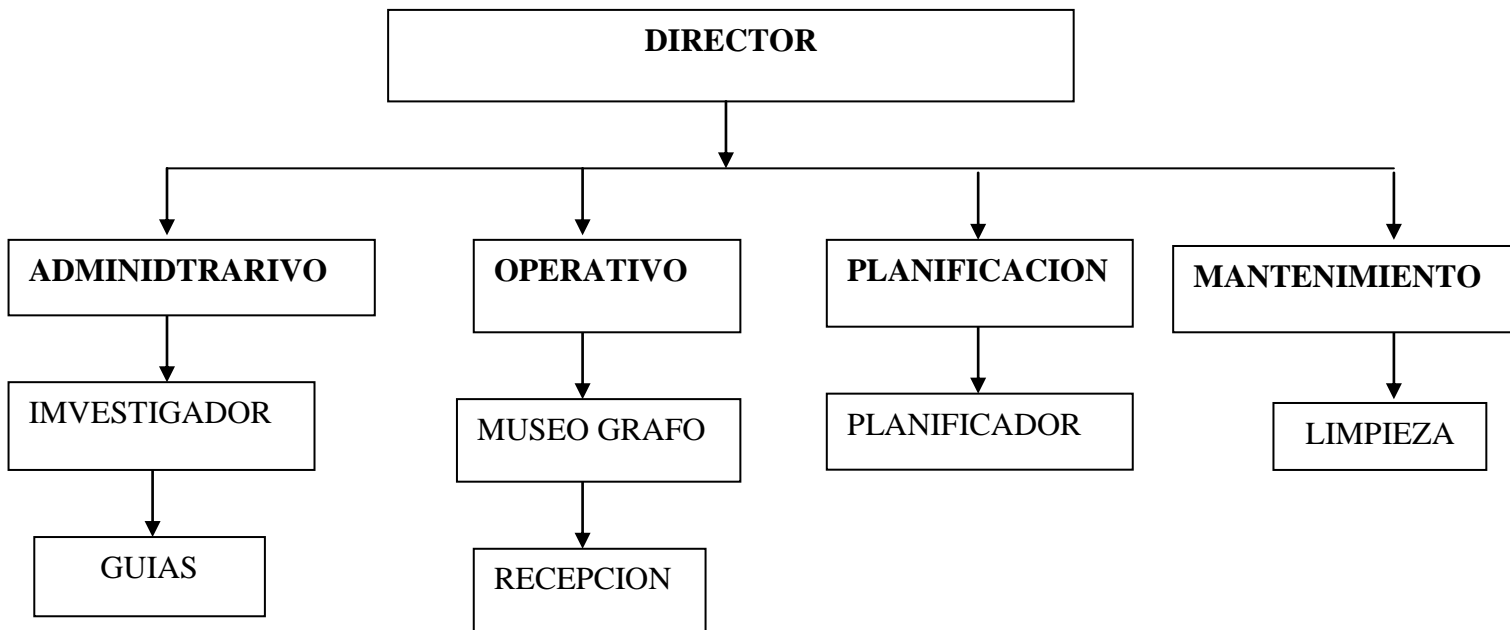 DIRECTOR
ADMINIDTRARIVO
OPERATIVO
PLANIFICACION
MANTENIMIENTO
IMVESTIGADOR
MUSEO GRAFO
PLANIFICADOR
LIMPIEZA
GUIAS
RECEPCION